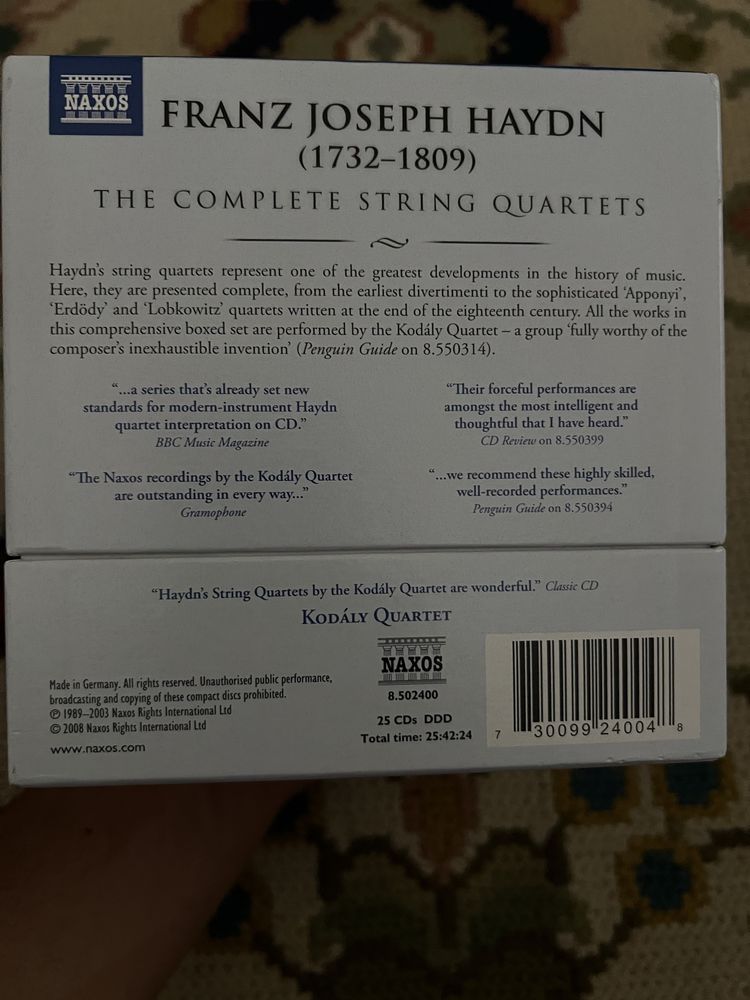 NAXOS
FRANZ JOSEPH HAYDN
(1732–1809)
THE COMPLETE STRING QUARTETS
Haydn's string quartets represent one of the greatest developments in the history of music.
Here, they are presented complete, from the earliest divertimenti to the sophisticated ‘Apponyi’,
‘Erdödy’ and ‘Lobkowitz’ quartets written at the end of the eighteenth century. All the works in
this comprehensive boxed set are performed by the Kodály Quartet – a group ‘fully worthy of the
composer's inexhaustible invention’ (Penguin Guide on 8.550314).
“...a series that's already set new
standards for modern-instrument Haydn
quartet interpretation on CD.”
BBC Music Magazine
“Their forceful performances are
amongst the most intelligent and
thoughtful that I have heard.”
CD Review on 8.550399
“The Naxos recordings by the Kodály Quartet
are outstanding in every way...”
Gramophone
“...we recommend these highly skilled,
well-recorded performances.”
Penguin Guide on 8.550394
“Haydn's String Quartets by the Kodály Quartet are wonderful.” Classic CD
KODÁLY QUARTET
Made in Germany. All rights reserved. Unauthorised public performance,
broadcasting and copying of these compact discs prohibited.
℗ 1989–2003 Naxos Rights International Ltd
© 2008 Naxos Rights International Ltd
www.naxos.com
NAXOS
8.502400
25 CDs DDD
Total time: 25:42:24
7 30099 24004 8